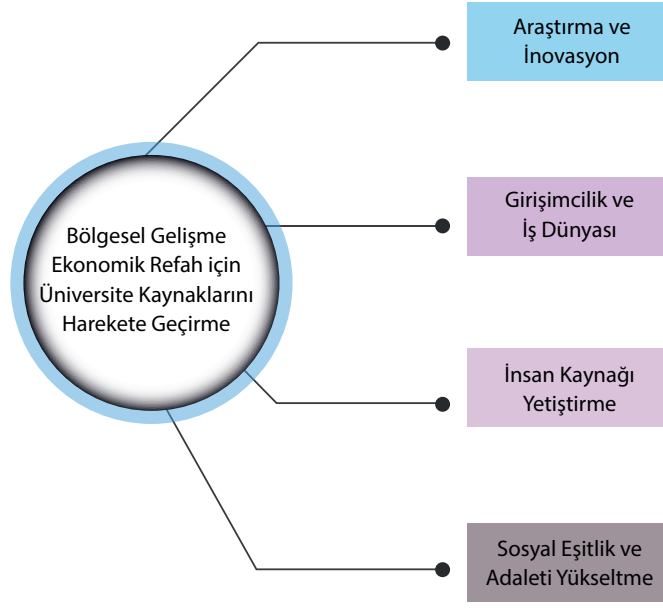 Araştırma ve
İnovasyon
Girişimcilik ve
İş Dünyası
Bölgesel Gelişme
Ekonomik Refah için
Üniversite Kaynaklarını
Harekete Geçirme
İnsan Kaynağı
Yetiştirme
Sosyal Eşitlik ve
Adaleti Yükseltme